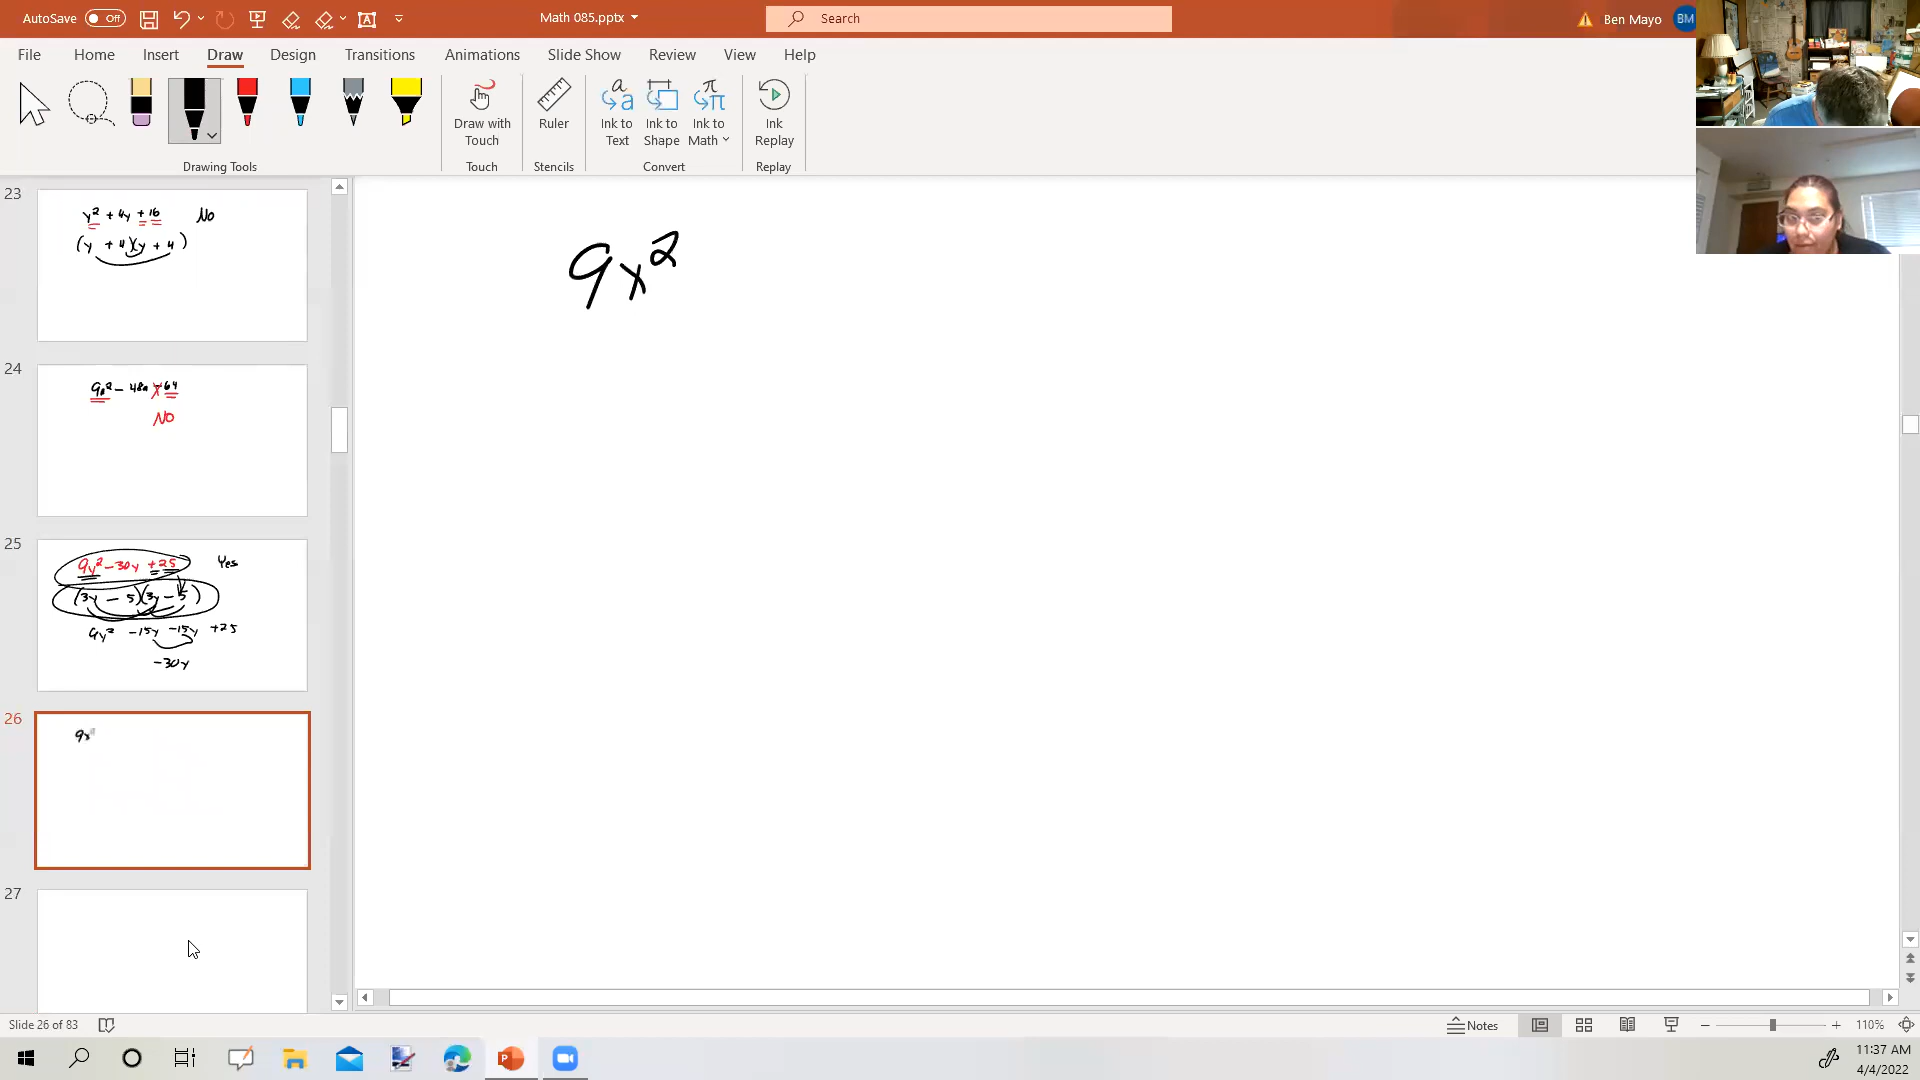 AutoSave Off Math 085.pptx Search Ben Mayo BM
File Home Insert Draw Design Transitions Animations Slide Show Review View Help
Draw with Touch
Ruler
Ink to Text
Ink to Shape
Ink to Math
Ink Replay
Drawing Tools Touch Stencils Convert Replay
23
y² + 4y + 16 No
(y + 4)(y + 4)
24
9x² - 48x + 64
NO
25
9y² - 30y + 25 Yes
(3y - 5)(3y - 5)
9y² - 15y - 15y + 25
- 30y
26
9x
27
9x²
Slide 26 of 83 Notes 110%
11:37 AM
4/4/2022